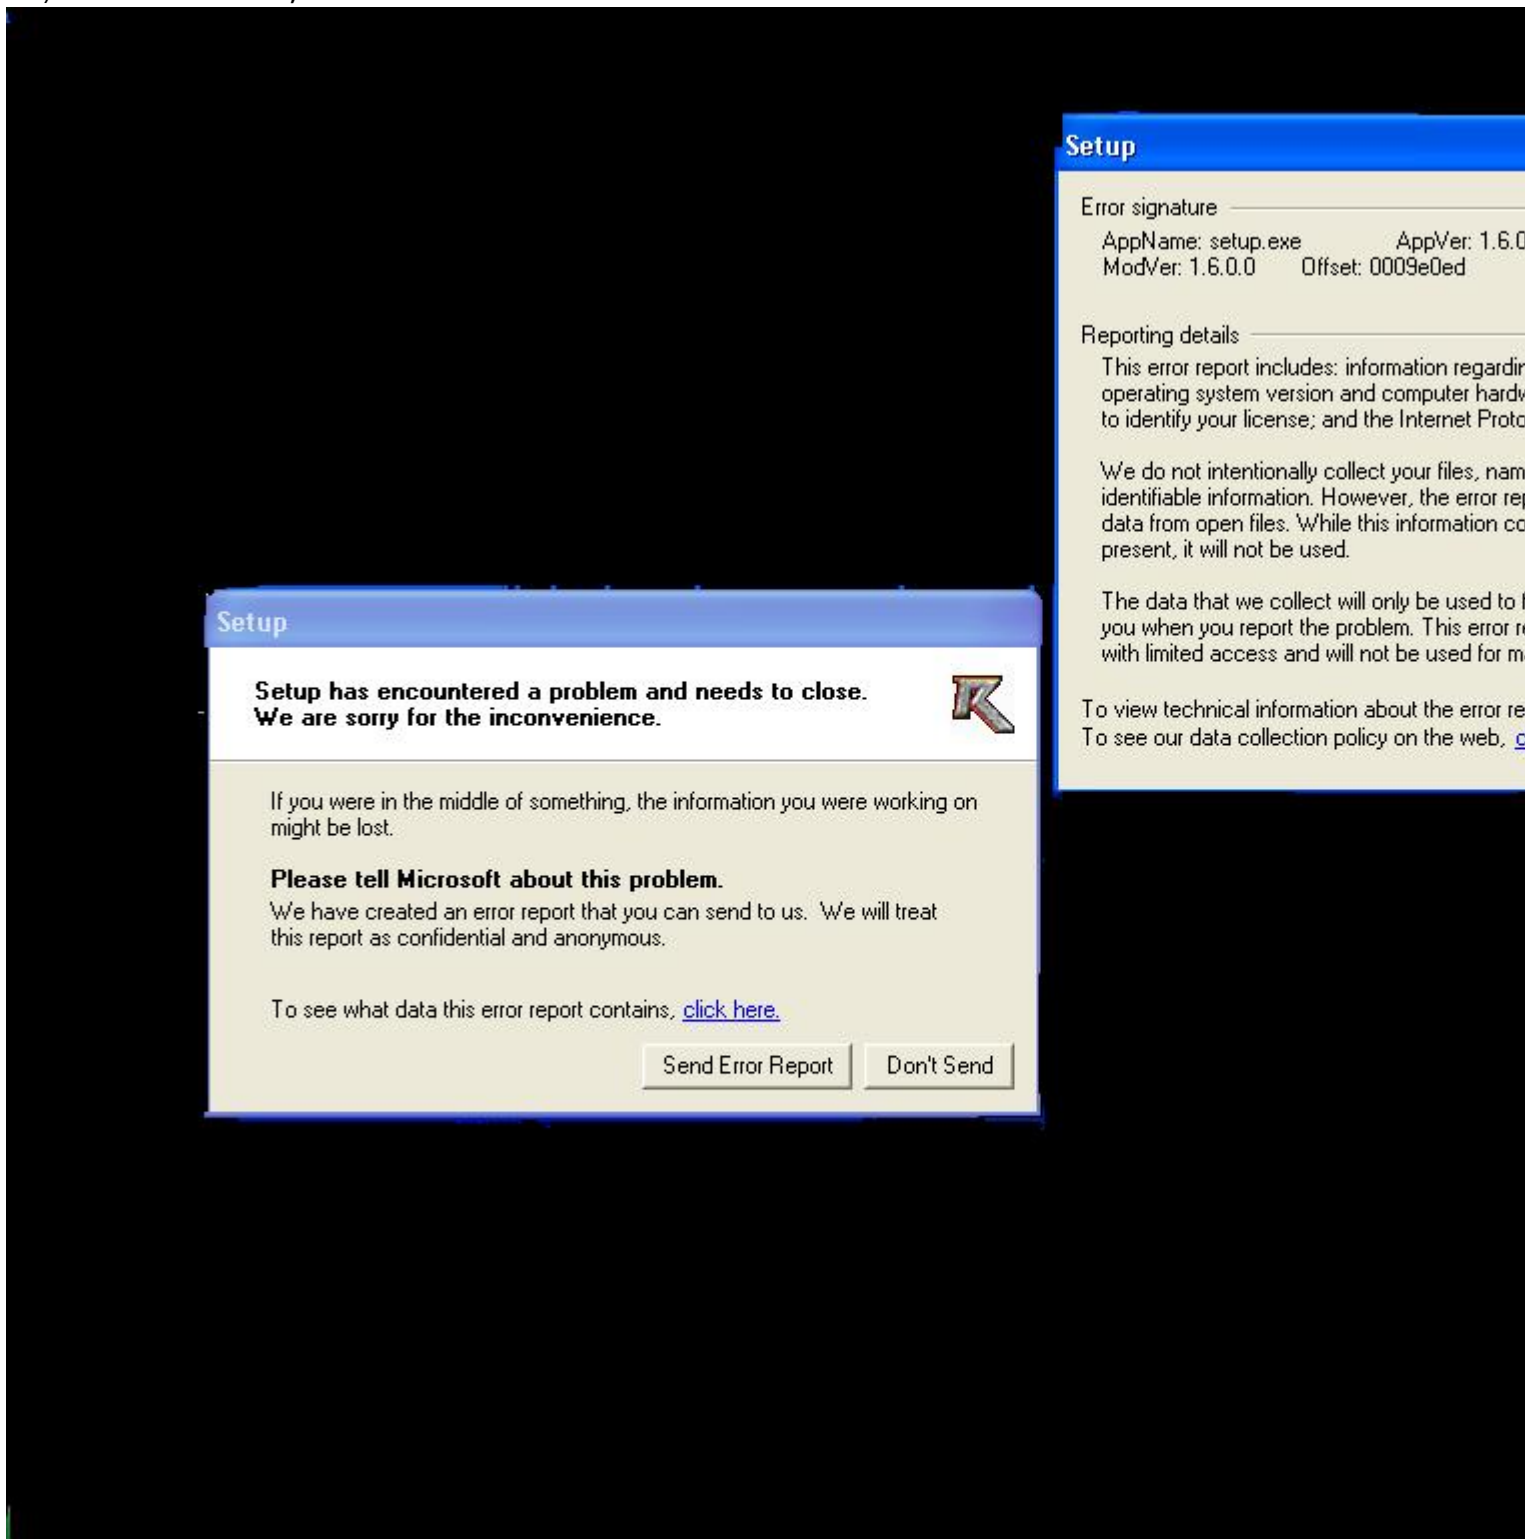 Setup
Error signature
AppName: setup.exe AppVer: 1.6.0
ModVer: 1.6.0.0 Offset: 0009e0ed
Reporting details
This error report includes: information
operating system version and computer
to identify your license; and the Internet
We do not intentionally collect your files,
identifiable information. However, the error
data from open files. While this information
present, it will not be used.
The data that we collect will only be used to
you when you report the problem. This error
with limited access and will not be used for
To view technical information about the error
To see our data collection policy on the web,
Setup
Setup has encountered a problem and needs to close.
We are sorry for the inconvenience.
If you were in the middle of something, the information you were working on
might be lost.
Please tell Microsoft about this problem.
We have created an error report that you can send to us. We will treat
this report as confidential and anonymous.
To see what data this error report contains, click here.
Send Error Report Don't Send